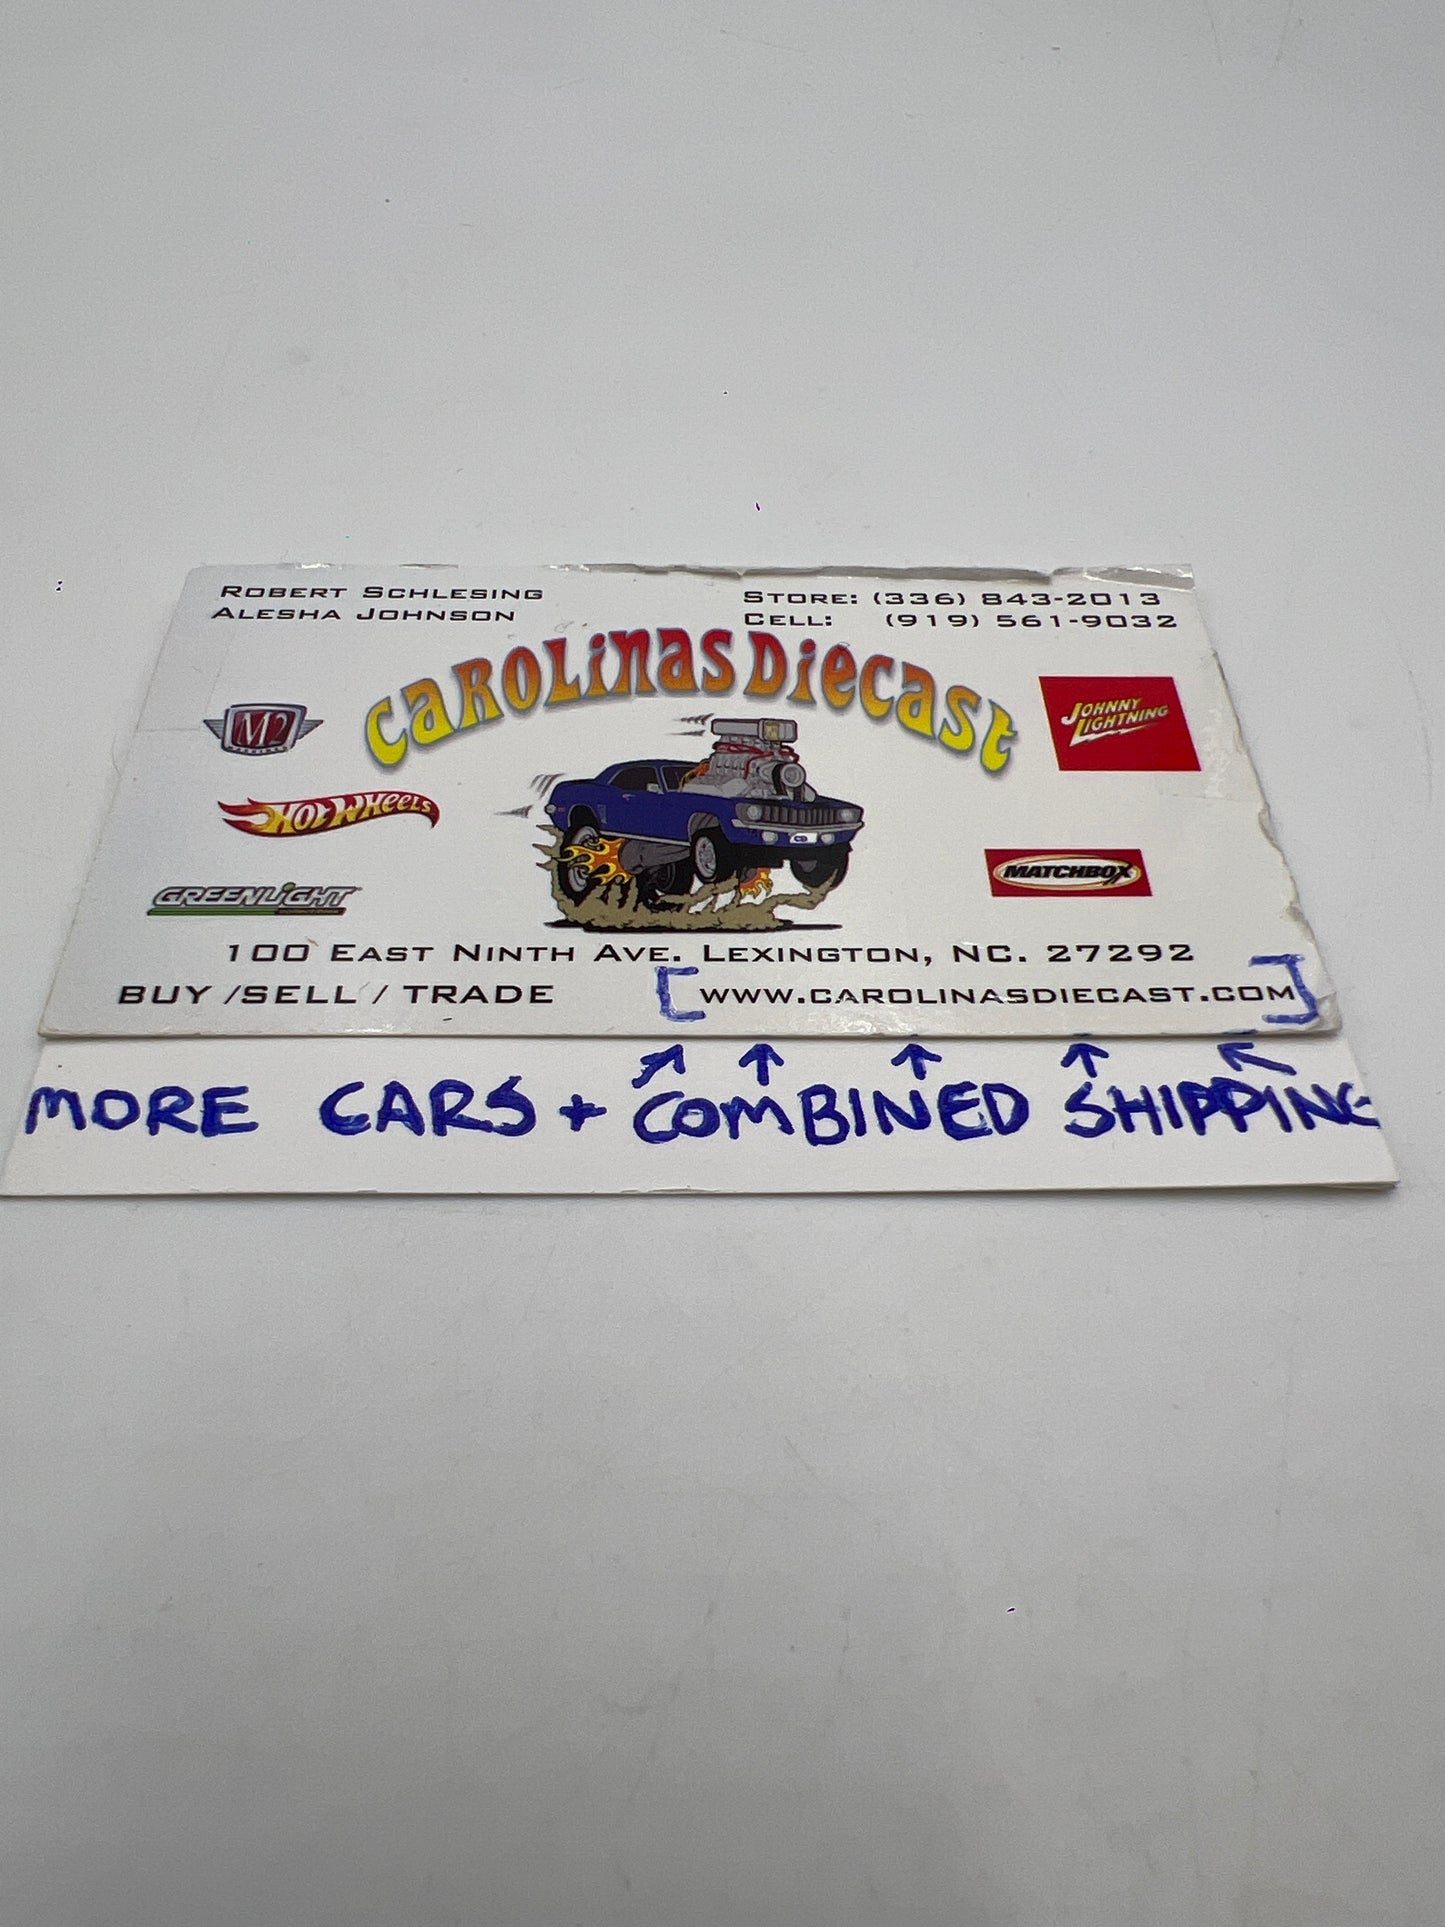 ROBERT SCHLESING
ALESHA JOHNSON
STORE: (336) 843-2013
CELL: (919) 561-9032
CAROLINAS DIECAST
M2
MACHINES
JOHNNY
LIGHTNING
HOT WHEELS
GREENLIGHT
MATCHBOX
100 EAST NINTH AVE. LEXINGTON, NC. 27292
BUY /SELL / TRADE [WWW.CAROLINASDIECAST.COM]
MORE CARS + COMBINED SHIPPING